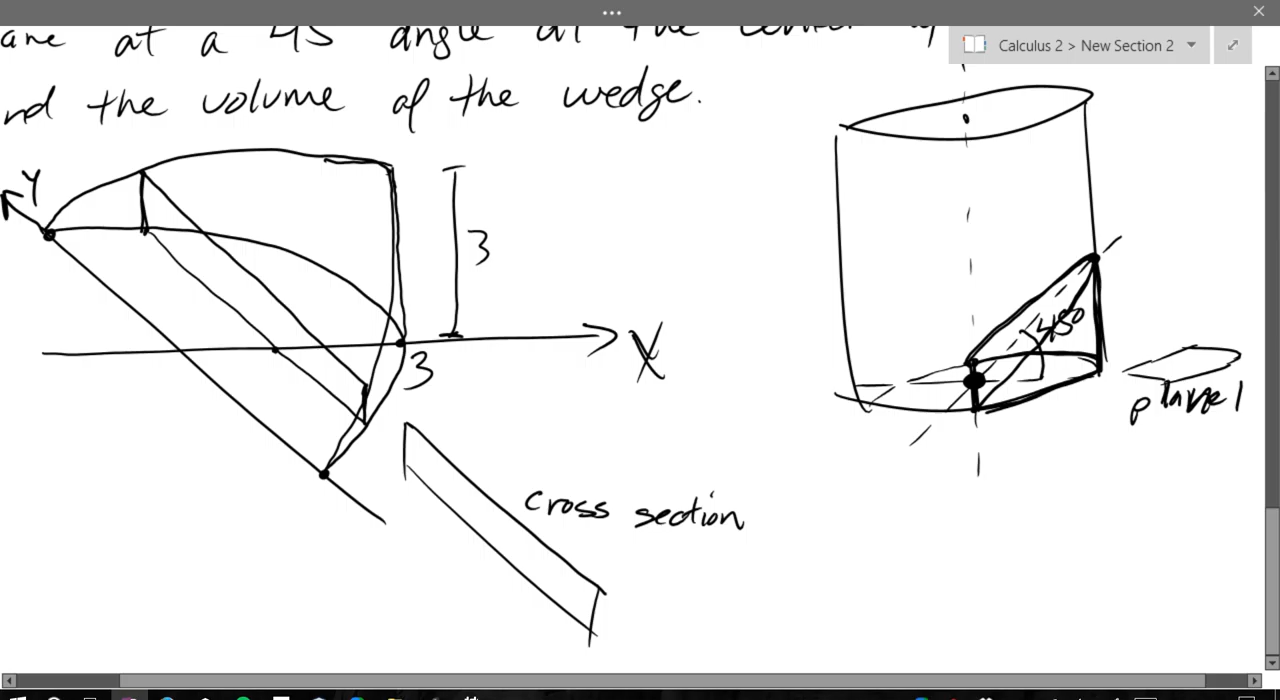 Calculus 2 > New Section 2
at a 45 angle at the
the volume of the wedge.
Y
3
X
3
45°
plane 1
cross section